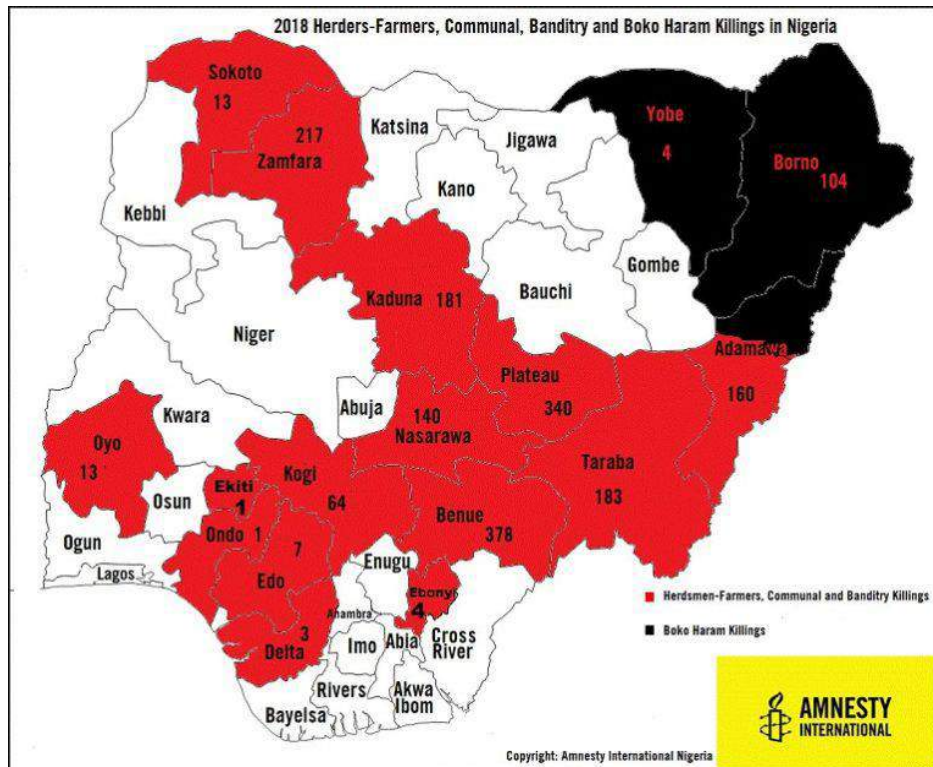 2018 Herders-Farmers, Communal, Banditry and Boko Haram Killings in Nigeria
Sokoto
13
217
Zamfara
Katsina
Jigawa
Yobe
4
Borno
104
Kebbi
Kano
Kaduna 181
Bauchi
Gombe
Niger
Adamawa
160
Plateau
340
Abuja
140
Nasarawa
Kwara
Oyo
13
Taraba
183
Kogi
64
Ekiti
1
Osun
Benue
378
Ondo 1
7
Ogun
Edo
Enugu
Lagos
Ebony
4
Anambra
3
Delta
Imo
Abia
Cross
River
Rivers
Akwa
Ibom
Bayelsa
Herdsmen-Farmers, Communal and Banditry Killings
Boko Haram Killings
AMNESTY
INTERNATIONAL
Copyright: Amnesty International Nigeria